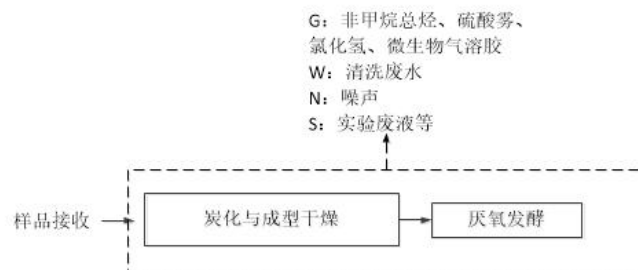 G：非甲烷总烃、硫酸雾、
氯化氢、微生物气溶胶
W：清洗废水
N：噪声
S：实验废液等
样品接收
炭化与成型干燥
厌氧发酵